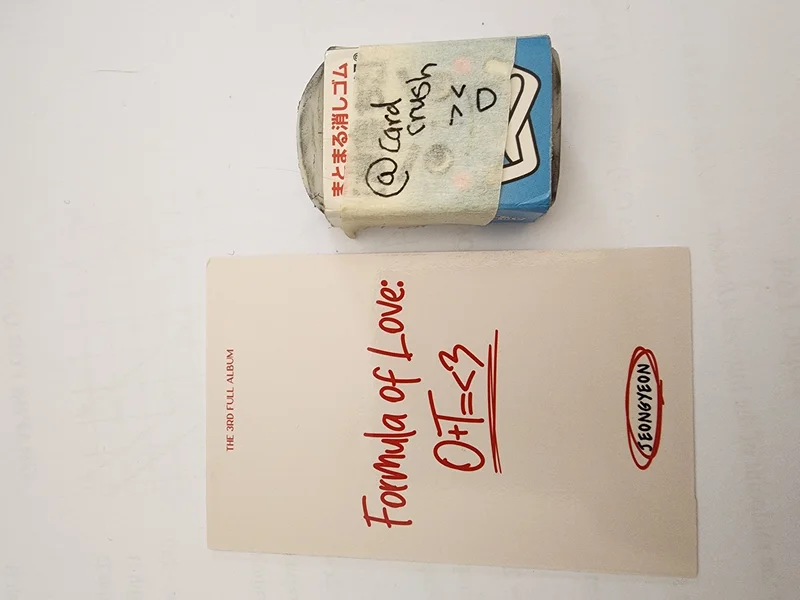 まとまる消しゴム
@card
crush
><
D
THE 3RD FULL ALBUM
Formula of Love:
O+T=<3
JEONGYEON